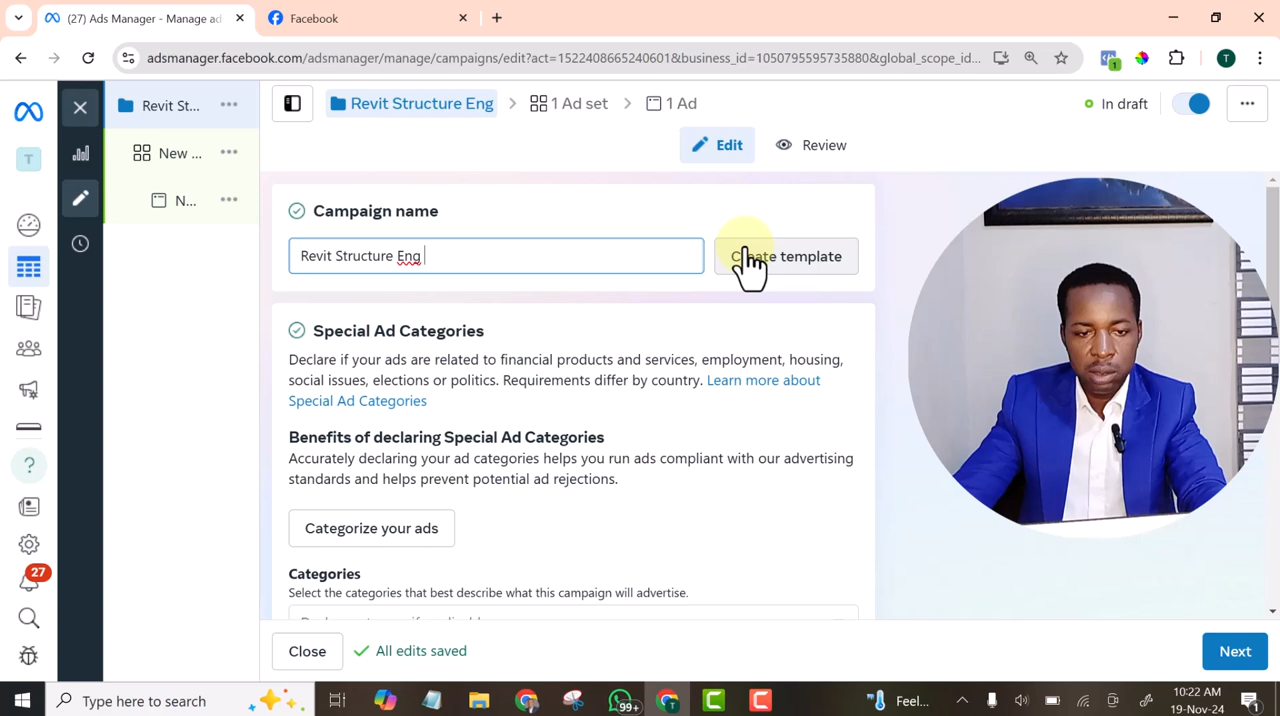 (27) Ads Manager - Manage ad
Facebook
adsmanager.facebook.com/adsmanager/manage/campaigns/edit?act=1522408665240601&business_id=1050795595735880&global_scope_id...
1
T
T
27
Revit St...
New ...
N...
Revit Structure Eng
1 Ad set
1 Ad
In draft
Edit
Review
Campaign name
Revit Structure Eng
Create template
Special Ad Categories
Declare if your ads are related to financial products and services, employment, housing,
social issues, elections or politics. Requirements differ by country. Learn more about
Special Ad Categories
Benefits of declaring Special Ad Categories
Accurately declaring your ad categories helps you run ads compliant with our advertising
standards and helps prevent potential ad rejections.
Categorize your ads
Categories
Select the categories that best describe what this campaign will advertise.
Close
All edits saved
Next
Type here to search
99+
T
Feel...
10:22 AM
19-Nov-24
1